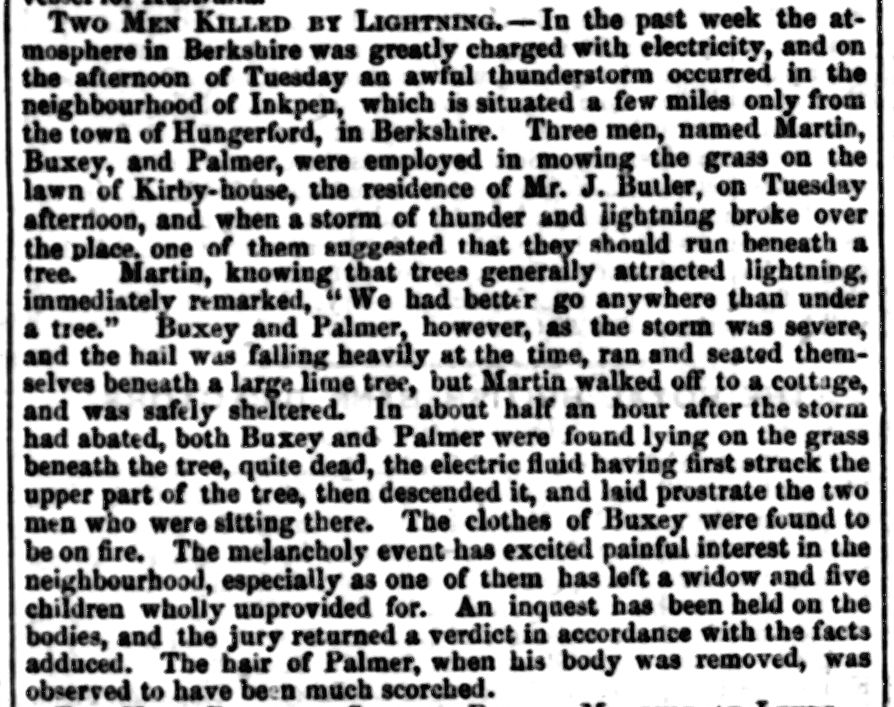 Two Men Killed by Lightning.—In the past week the at-
mosphere in Berkshire was greatly charged with electricity, and on
the afternoon of Tuesday an awful thunderstorm occurred in the
neighbourhood of Inkpen, which is situated a few miles only from
the town of Hungerford, in Berkshire. Three men, named Martin,
Buxey, and Palmer, were employed in mowing the grass on the
lawn of Kirby-house, the residence of Mr. J. Butler, on Tuesday
afternoon, and when a storm of thunder and lightning broke over
the place, one of them suggested that they should run beneath a
tree. Martin, knowing that trees generally attracted lightning,
immediately remarked, “We had better go anywhere than under
a tree.” Buxey and Palmer, however, as the storm was severe,
and the hail was falling heavily at the time, ran and seated them-
selves beneath a large lime tree, but Martin walked off to a cottage,
and was safely sheltered. In about half an hour after the storm
had abated, both Buxey and Palmer were found lying on the grass
beneath the tree, quite dead, the electric fluid having first struck the
upper part of the tree, then descended it, and laid prostrate the two
men who were sitting there. The clothes of Buxey were found to
be on fire. The melancholy event has excited painful interest in the
neighbourhood, especially as one of them has left a widow and five
children wholly unprovided for. An inquest has been held on the
bodies, and the jury returned a verdict in accordance with the facts
adduced. The hair of Palmer, when his body was removed, was
observed to have been much scorched.